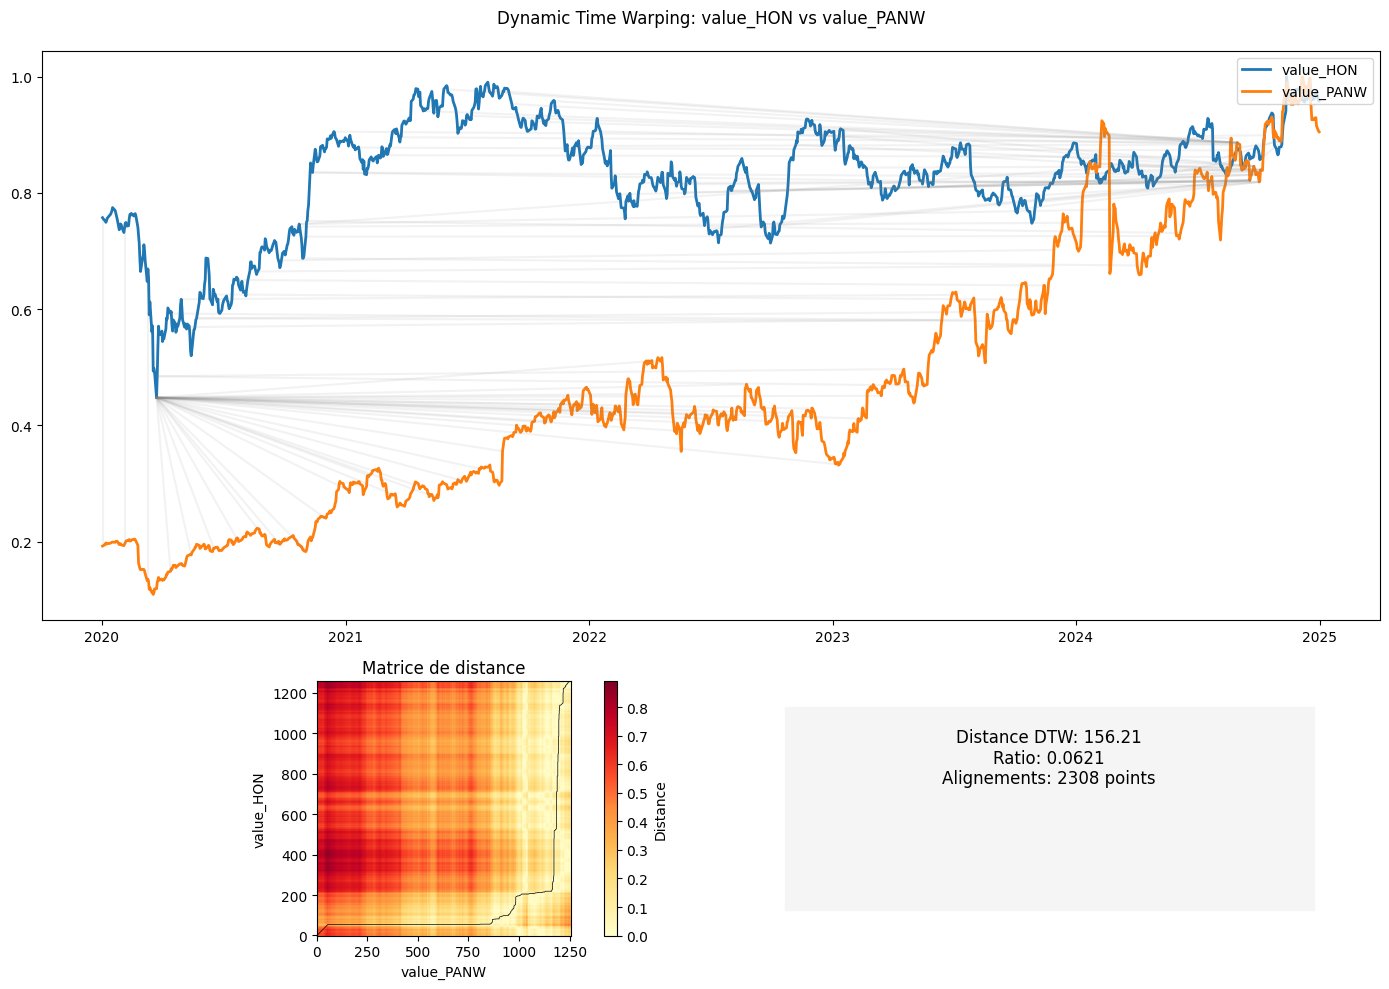 Dynamic Time Warping: value_HON vs value_PANW
value_HON
value_PANW
1.0
0.8
0.6
0.4
0.2
2020 2021 2022 2023 2024 2025
Matrice de distance
value_HON
1200
1000
800
600
400
200
0
0 250 500 750 1000 1250
value_PANW
0.8
0.7
0.6
0.5
0.4
0.3
0.2
0.1
0.0
Distance
Distance DTW: 156.21
Ratio: 0.0621
Alignements: 2308 points